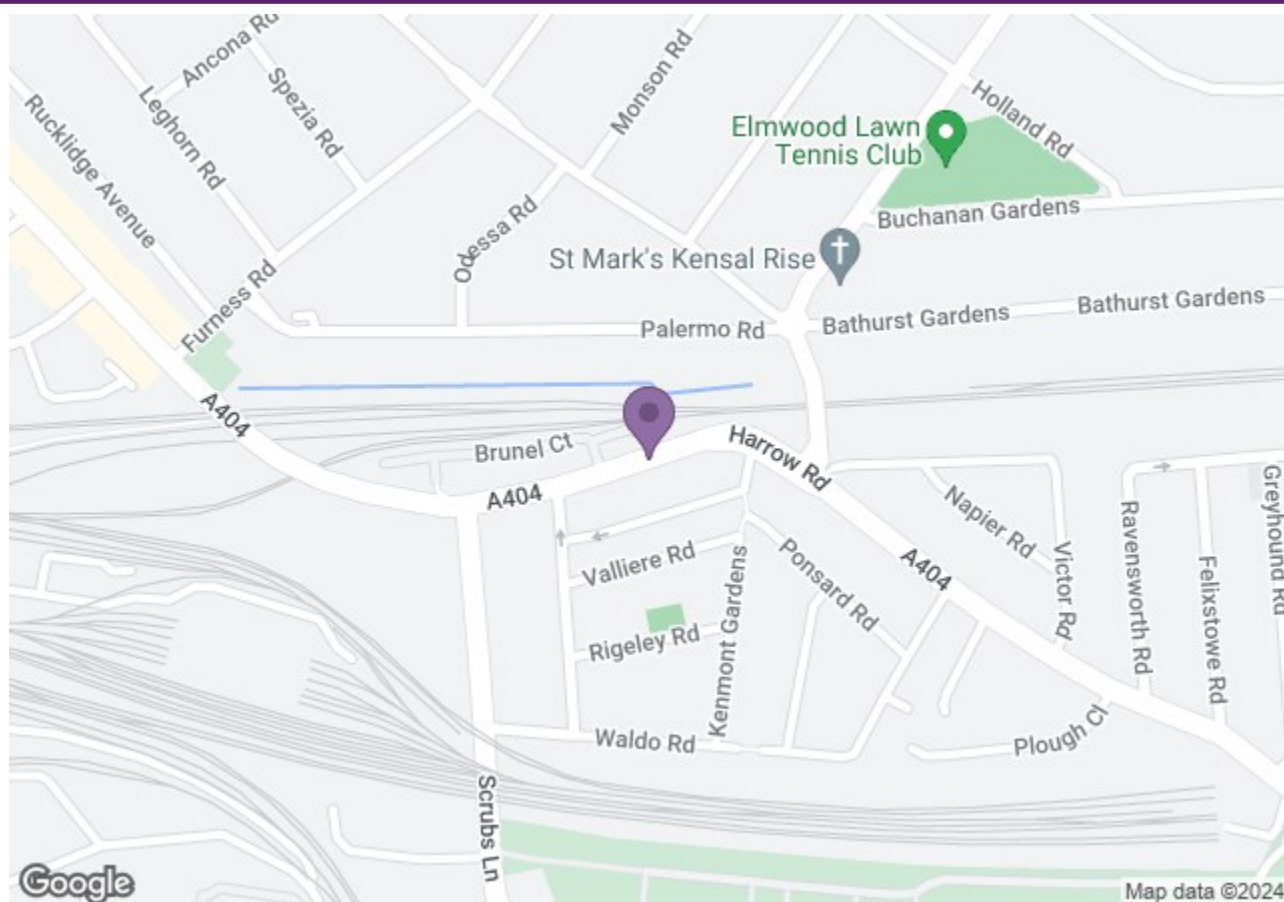 Ancona Rd
Monson Rd
Spezia Rd
Leghorn Rd
Holland Rd
Rucklidge Avenue
Elmwood Lawn
Tennis Club
Buchanan Gardens
Odessa Rd
St Mark's Kensal Rise
Furness Rd
Bathurst Gardens
Palermo Rd
Bathurst Gardens
A404
Brunel Ct
Harrow Rd
A404
Napier Rd
Greyhound Rd
Valliere Rd
Ponsard Rd
A404
Victor Rd
Ravensworth Rd
Felixstowe Rd
Rigeley Rd
Kenmont Gardens
Waldo Rd
Plough Cl
Scrubs Ln
Google
Map data ©2024